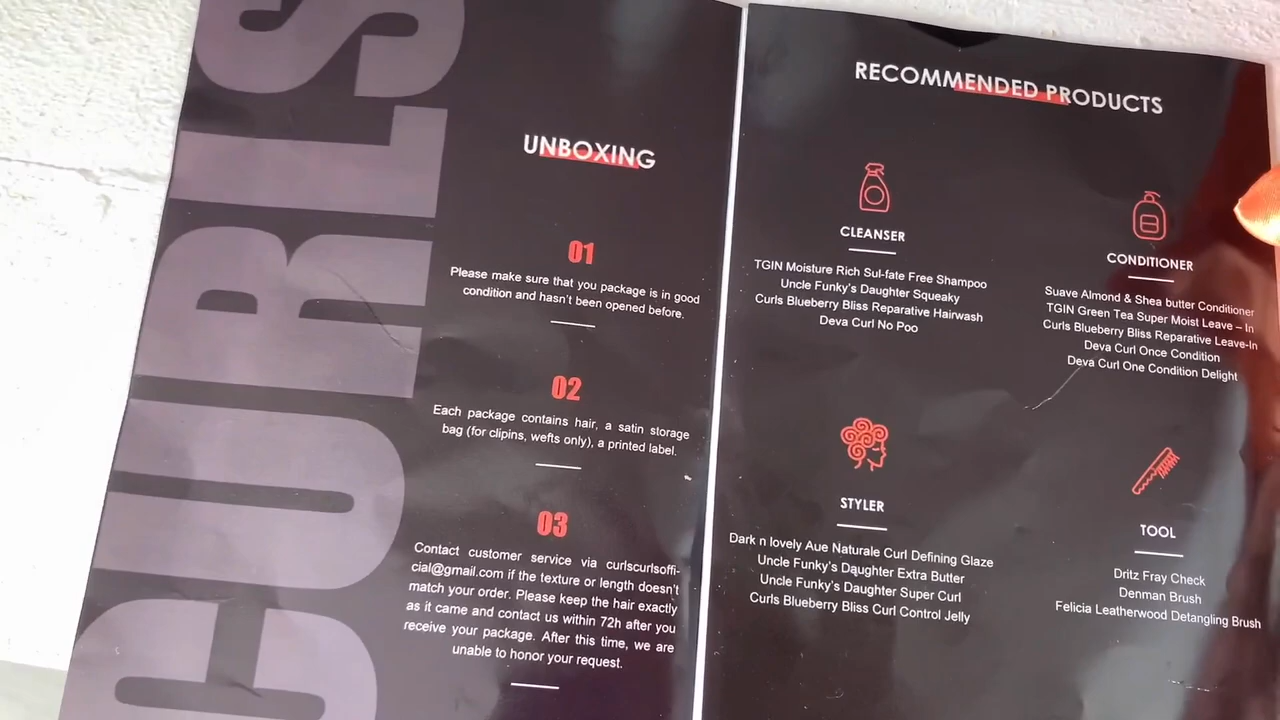 CURLS
UNBOXING
01
Please make sure that you package is in good
condition and hasn't been opened before.
02
Each package contains hair, a satin storage
bag (for clipins, wefts only), a printed label.
03
Contact customer service via curlscurlsoffi-
cial@gmail.com if the texture or length doesn't
match your order. Please keep the hair exactly
as it came and contact us within 72h after you
receive your package. After this time, we are
unable to honor your request.
RECOMMENDED PRODUCTS
CLEANSER
TGIN Moisture Rich Sul-fate Free Shampoo
Uncle Funky's Daughter Squeaky
Curls Blueberry Bliss Reparative Hairwash
Deva Curl No Poo
CONDITIONER
Suave Almond & Shea butter Conditioner
TGIN Green Tea Super Moist Leave – In
Curls Blueberry Bliss Reparative Leave-In
Deva Curl Once Condition
Deva Curl One Condition Delight
STYLER
Dark n lovely Aue Naturale Curl Defining Glaze
Uncle Funky's Daughter Extra Butter
Uncle Funky's Daughter Super Curl
Curls Blueberry Bliss Curl Control Jelly
TOOL
Dritz Fray Check
Denman Brush
Felicia Leatherwood Detangling Brush